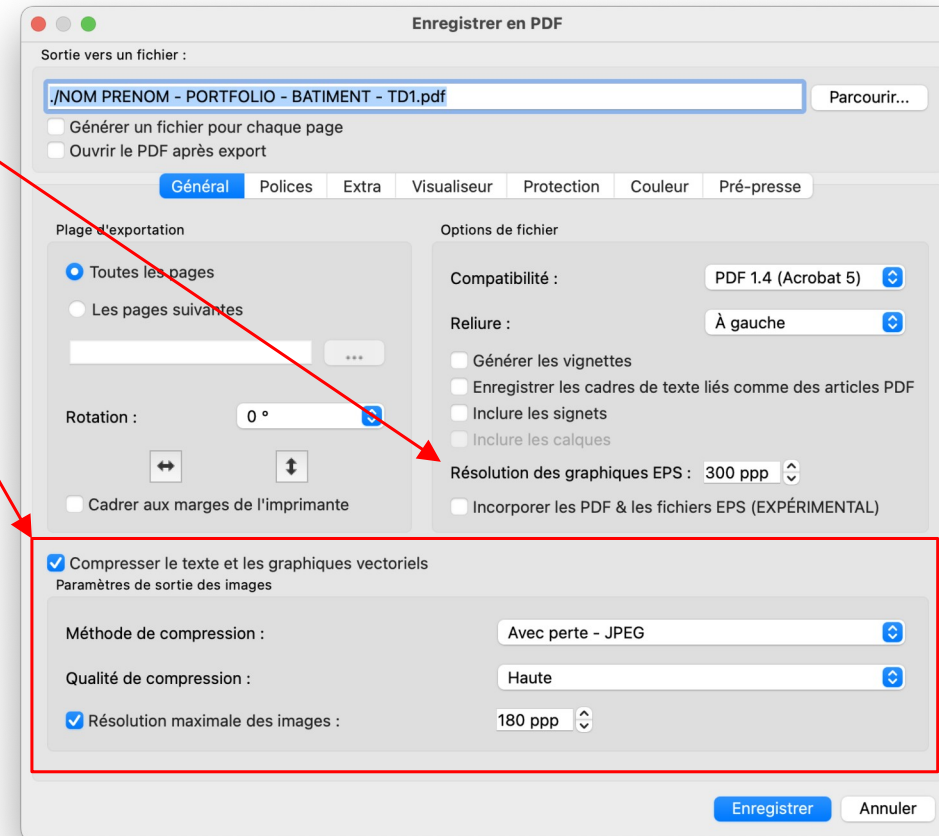 Enregistrer en PDF
Sortie vers un fichier :
./NOM PRENOM - PORTFOLIO - BATIMENT - TD1.pdf
Parcourir...
Générer un fichier pour chaque page
Ouvrir le PDF après export
Général Polices Extra Visualiseur Protection Couleur Pré-presse
Plage d'exportation
Toutes les pages
Les pages suivantes
...
Rotation : 0 °
Cadrer aux marges de l'imprimante
Options de fichier
Compatibilité : PDF 1.4 (Acrobat 5)
Reliure : À gauche
Générer les vignettes
Enregistrer les cadres de texte liés comme des articles PDF
Inclure les signets
Inclure les calques
Résolution des graphiques EPS : 300 ppp
Incorporer les PDF & les fichiers EPS (EXPÉRIMENTAL)
Compresser le texte et les graphiques vectoriels
Paramètres de sortie des images
Méthode de compression : Avec perte - JPEG
Qualité de compression : Haute
Résolution maximale des images : 180 ppp
Enregistrer Annuler